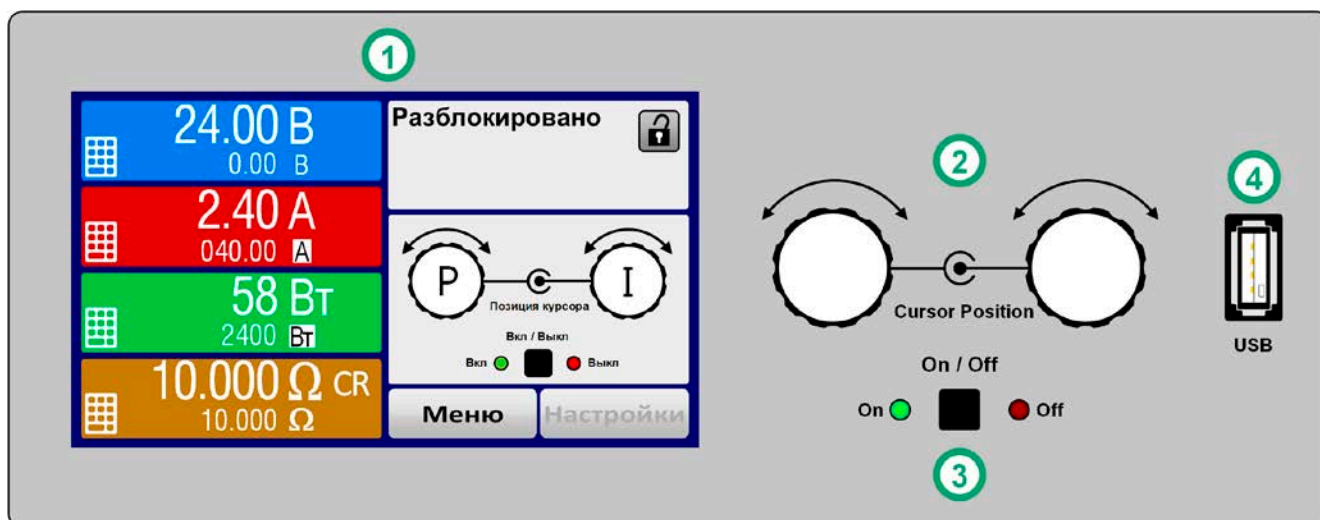 1
24.00 В
0.00 В
2.40 А
040.00 А
58 Вт
2400 Вт
10.000 Ω CR
10.000 Ω
Разблокировано
P
I
Позиция курсора
Вкл / Выкл
Вкл
Выкл
Меню
Настройки
2
Cursor Position
On / Off
On
Off
3
4
USB